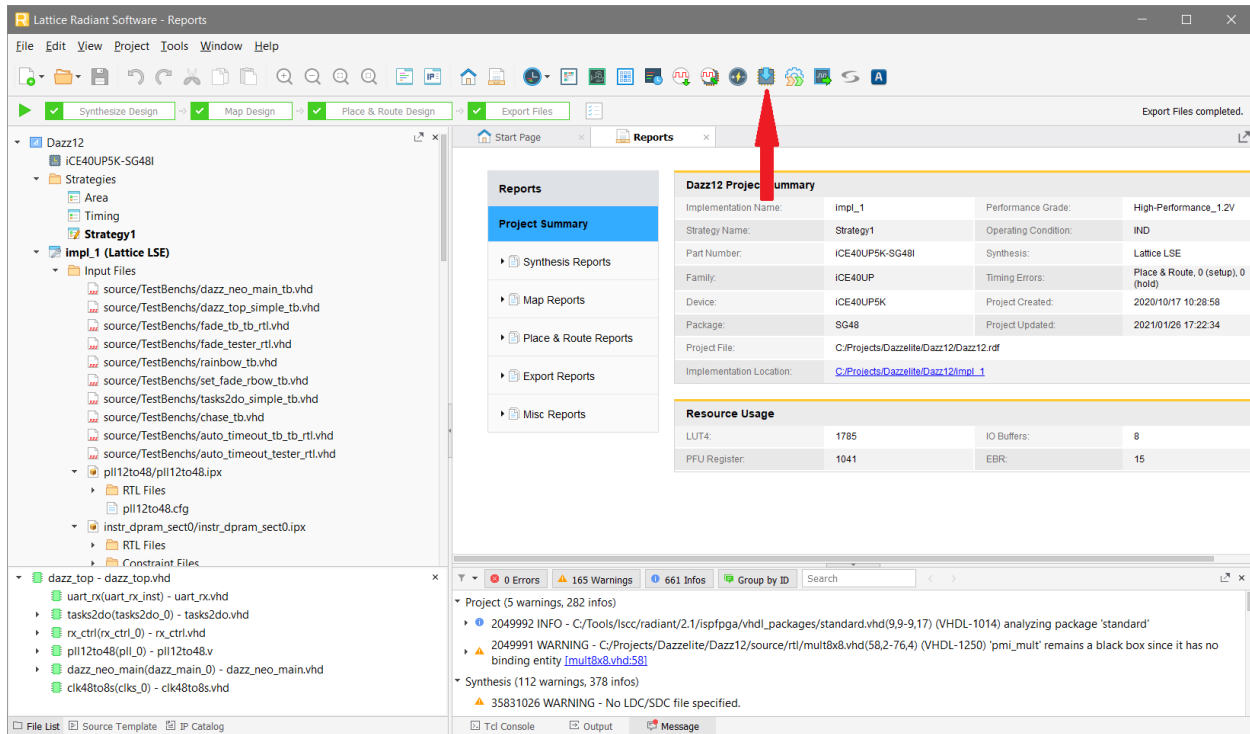 Lattice Radiant Software - Reports
File Edit View Project Tools Window Help
IP
A
Synthesize Design
Map Design
Place & Route Design
Export Files
Export Files completed.
Dazz12
iCE40UP5K-SG48I
Strategies
Area
Timing
Strategy1
impl_1 (Lattice LSE)
Input Files
source/TestBenchs/dazz_neo_main_tb.vhd
source/TestBenchs/dazz_top_simple_tb.vhd
source/TestBenchs/fade_tb_tb_rtl.vhd
source/TestBenchs/fade_tester_rtl.vhd
source/TestBenchs/rainbow_tb.vhd
source/TestBenchs/set_fade_rbow_tb.vhd
source/TestBenchs/tasks2do_simple_tb.vhd
source/TestBenchs/chase_tb.vhd
source/TestBenchs/auto_timeout_tb_tb_rtl.vhd
source/TestBenchs/auto_timeout_tester_rtl.vhd
pll12to48/pll12to48.ipx
RTL Files
pll12to48.cfg
instr_dpram_sect0/instr_dpram_sect0.ipx
RTL Files
Constraint Files
dazz_top - dazz_top.vhd
uart_rx(uart_rx_inst) - uart_rx.vhd
tasks2do(tasks2do_0) - tasks2do.vhd
rx_ctrl(rx_ctrl_0) - rx_ctrl.vhd
pll12to48(pll_0) - pll12to48.v
dazz_neo_main(dazz_main_0) - dazz_neo_main.vhd
clk48to8s(clks_0) - clk48to8s.vhd
File List Source Template IP Catalog
Start Page
Reports
Reports
Project Summary
Synthesis Reports
Map Reports
Place & Route Reports
Export Reports
Misc Reports
Dazz12 Project Summary
Implementation Name: impl_1 Performance Grade: High-Performance_1.2V
Strategy Name: Strategy1 Operating Condition: IND
Part Number: iCE40UP5K-SG48I Synthesis: Lattice LSE
Family: iCE40UP Timing Errors: Place & Route, 0 (setup), 0
(hold)
Device: iCE40UP5K Project Created: 2020/10/17 10:28:58
Package: SG48 Project Updated: 2021/01/26 17:22:34
Project File: C:/Projects/Dazzelite/Dazz12/Dazz12.rdf
Implementation Location: C:/Projects/Dazzelite/Dazz12/impl_1
Resource Usage
LUT4: 1785 IO Buffers: 8
PFU Register: 1041 EBR: 15
0 Errors 165 Warnings 661 Infos Group by ID Search
Project (5 warnings, 282 infos)
2049992 INFO - C:/Tools/lscc/radiant/2.1/ispfpga/vhdl_packages/standard.vhd(9,9-9,17) (VHDL-1014) analyzing package 'standard'
2049991 WARNING - C:/Projects/Dazzelite/Dazz12/source/rtl/mult8x8.vhd(58,2-76,4) (VHDL-1250) 'pmi_mult' remains a black box since it has no
binding entity [mult8x8.vhd:58]
Synthesis (112 warnings, 378 infos)
35831026 WARNING - No LDC/SDC file specified.
Tcl Console Output Message